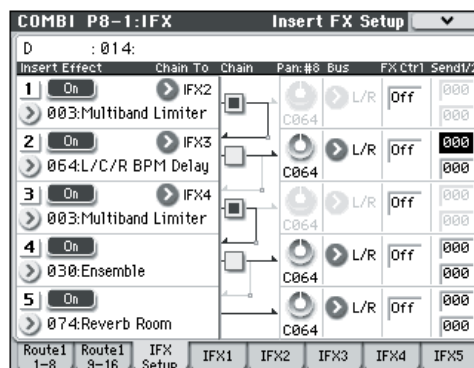 COMBI P8-1:IFX Insert FX Setup
D :014:
Insert Effect Chain To Chain Pan:#8 Bus FX Ctrl Send1/2
1 On IFX2 L/R Off 000
003:Multiband Limiter C064 000
2 On IFX3 L/R Off 000
064:L/C/R BPM Delay C064 000
3 On IFX4 L/R Off 000
003:Multiband Limiter C064 000
4 On L/R Off 000
030:Ensemble C064 000
5 On L/R Off 000
074:Reverb Room C064 000
Route1 1-8 Route1 9-16 IFX Setup IFX1 IFX2 IFX3 IFX4 IFX5